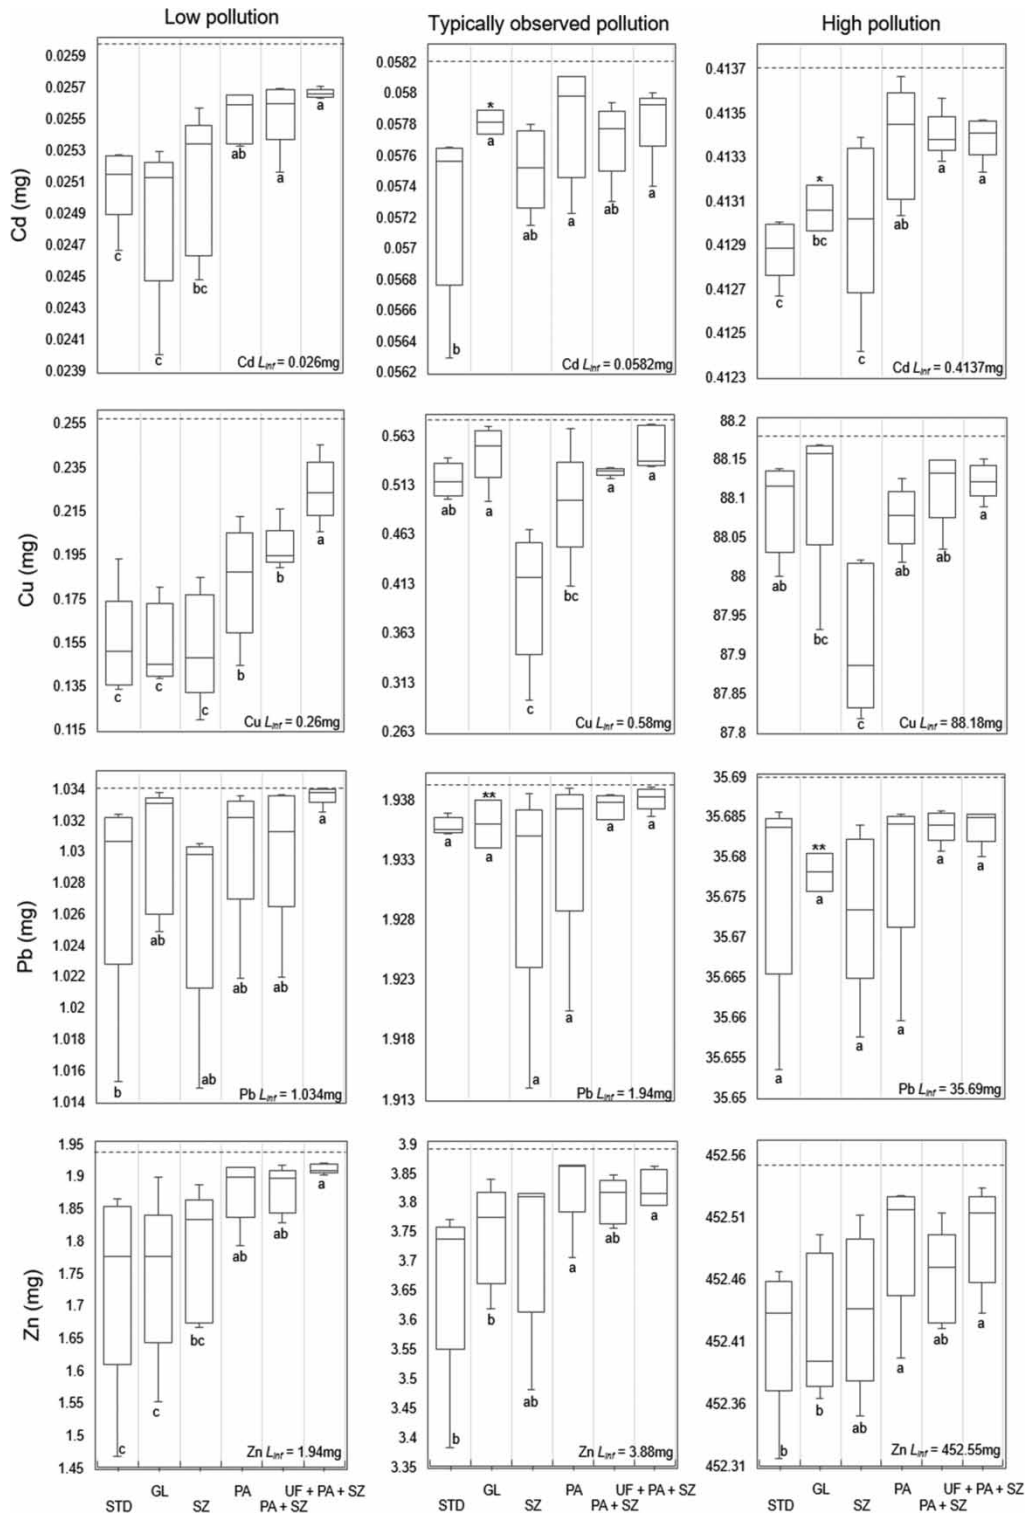 Low pollution
Typically observed pollution
High pollution
Cd (mg)
0.0259
0.0257
0.0255
0.0253
0.0251
0.0249
0.0247
0.0245
0.0243
0.0241
0.0239
c
c
bc
ab
a
a
Cd Linf = 0.026mg
0.0582
0.058
0.0578
0.0576
0.0574
0.0572
0.057
0.0568
0.0566
0.0564
0.0562
b
*
a
ab
a
ab
a
Cd Linf = 0.0582mg
0.4137
0.4135
0.4133
0.4131
0.4129
0.4127
0.4125
0.4123
c
*
bc
c
ab
a
a
Cd Linf = 0.4137mg
Cu (mg)
0.255
0.235
0.215
0.195
0.175
0.155
0.135
0.115
c
c
c
b
b
a
Cu Linf = 0.26mg
0.563
0.513
0.463
0.413
0.363
0.313
0.263
ab
a
c
bc
a
a
Cu Linf = 0.58mg
88.2
88.15
88.1
88.05
88
87.95
87.9
87.85
87.8
ab
bc
c
ab
ab
a
Cu Linf = 88.18mg
Pb (mg)
1.034
1.032
1.03
1.028
1.026
1.024
1.022
1.02
1.018
1.016
1.014
b
ab
ab
ab
ab
a
Pb Linf = 1.034mg
1.938
1.933
1.928
1.923
1.918
1.913
a
**
a
a
a
a
a
Pb Linf = 1.94mg
35.69
35.685
35.68
35.675
35.67
35.665
35.66
35.655
35.65
a
**
a
a
a
a
a
Pb Linf = 35.69mg
Zn (mg)
1.95
1.9
1.85
1.8
1.75
1.7
1.65
1.6
1.55
1.5
1.45
c
c
bc
ab
ab
a
Zn Linf = 1.94mg
3.9
3.85
3.8
3.75
3.7
3.65
3.6
3.55
3.5
3.45
3.4
3.35
b
b
ab
a
ab
a
Zn Linf = 3.88mg
452.56
452.51
452.46
452.41
452.36
452.31
b
b
ab
a
ab
a
Zn Linf = 452.55mg
GL PA UF + PA + SZ
STD SZ PA + SZ
GL PA UF + PA + SZ
STD SZ PA + SZ
GL PA UF + PA + SZ
STD SZ PA + SZ